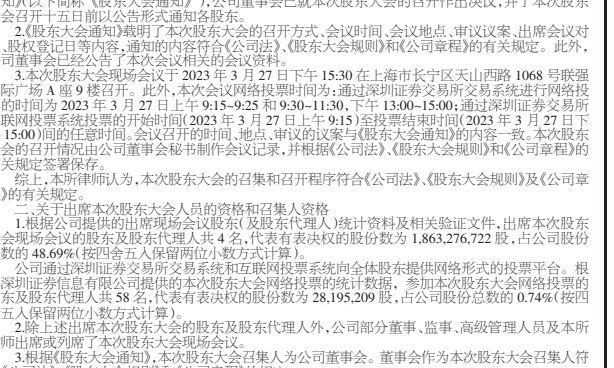 知》(以下简称《股东大会通知》),公司董事会已就本次股东大会的召开作出决议,并于本次股东
会召开十五日前以公告形式通知各股东。
2.《股东大会通知》载明了本次股东大会的召开方式、会议时间、会议地点、审议议案、出席会议对
、股权登记日等内容,通知的内容符合《公司法》、《股东大会规则》和《公司章程》的有关规定。此外,
司董事会已经公告了本次会议相关的会议资料。
3.本次股东大会现场会议于 2023 年 3 月 27 日下午 15:30 在上海市长宁区天山西路 1068 号联强
际广场 A 座 9 楼召开。此外,本次会议网络投票时间为:通过深圳证券交易所交易系统进行网络投
的时间为 2023 年 3 月 27 日上午 9:15~9:25 和 9:30~11:30,下午 13:00~15:00;通过深圳证券交易所
联网投票系统投票的开始时间(2023 年 3 月 27 日上午 9:15)至投票结束时间(2023 年 3 月 27 日下
15:00)间的任意时间。会议召开的时间、地点、审议的议案与《股东大会通知》的内容一致。本次股东
会的召开情况由公司董事会秘书制作会议记录,并根据《公司法》、《股东大会规则》和《公司章程》的
关规定签署保存。
综上,本所律师认为,本次股东大会的召集和召开程序符合《公司法》、《股东大会规则》及《公司章
》的有关规定。
二、关于出席本次股东大会人员的资格和召集人资格
1.根据公司提供的出席现场会议股东(及股东代理人)统计资料及相关验证文件,出席本次股东
会现场会议的股东及股东代理人共 4 名,代表有表决权的股份数为 1,863,276,722 股,占公司股份
数的 48.69%(按四舍五入保留两位小数方式计算)。
公司通过深圳证券交易所交易系统和互联网投票系统向全体股东提供网络形式的投票平台。根
深圳证券信息有限公司提供的本次股东大会网络投票的统计数据,参加本次股东大会网络投票的
东及股东代理人共 58 名,代表有表决权的股份数为 28,195,209 股,占公司股份总数的 0.74%(按四
五入保留两位小数方式计算)。
2.除上述出席本次股东大会的股东及股东代理人外,公司部分董事、监事、高级管理人员及本所
师出席或列席了本次股东大会现场会议。
3.根据《股东大会通知》,本次股东大会召集人为公司董事会。董事会作为本次股东大会召集人符